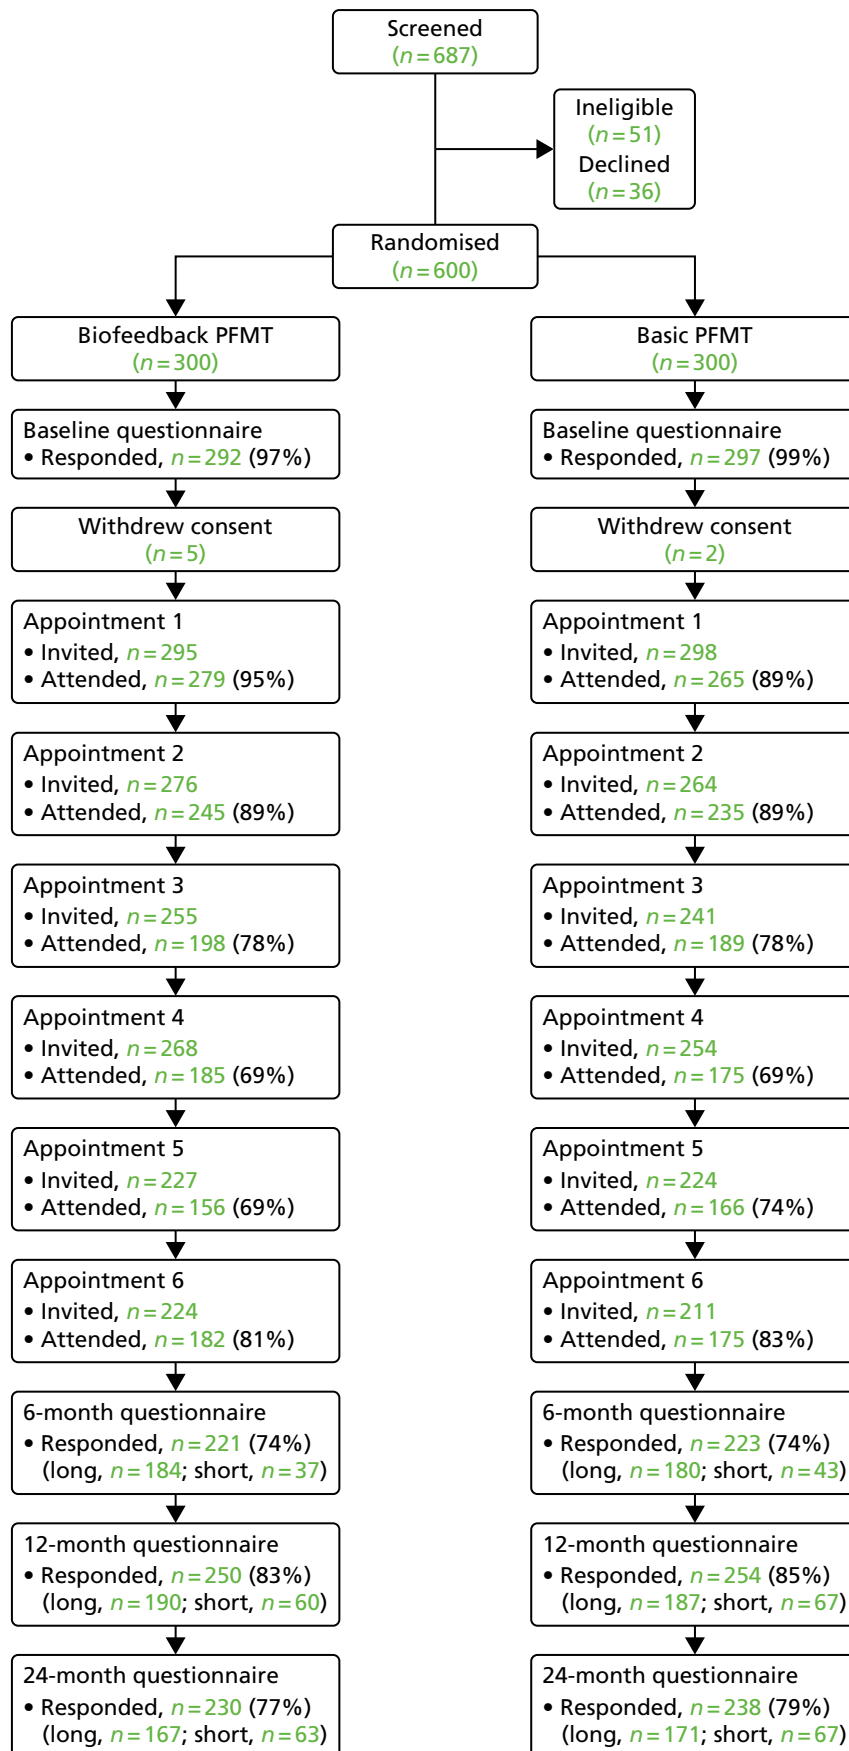 Screened
(n = 687)
Ineligible
(n = 51)
Declined
(n = 36)
Randomised
(n = 600)
Biofeedback PFMT
(n = 300)
Baseline questionnaire
• Responded, n = 292 (97%)
Withdrew consent
(n = 5)
Appointment 1
• Invited, n = 295
• Attended, n = 279 (95%)
Appointment 2
• Invited, n = 276
• Attended, n = 245 (89%)
Appointment 3
• Invited, n = 255
• Attended, n = 198 (78%)
Appointment 4
• Invited, n = 268
• Attended, n = 185 (69%)
Appointment 5
• Invited, n = 227
• Attended, n = 156 (69%)
Appointment 6
• Invited, n = 224
• Attended, n = 182 (81%)
6-month questionnaire
• Responded, n = 221 (74%)
(long, n = 184; short, n = 37)
12-month questionnaire
• Responded, n = 250 (83%)
(long, n = 190; short, n = 60)
24-month questionnaire
• Responded, n = 230 (77%)
(long, n = 167; short, n = 63)
Basic PFMT
(n = 300)
Baseline questionnaire
• Responded, n = 297 (99%)
Withdrew consent
(n = 2)
Appointment 1
• Invited, n = 298
• Attended, n = 265 (89%)
Appointment 2
• Invited, n = 264
• Attended, n = 235 (89%)
Appointment 3
• Invited, n = 241
• Attended, n = 189 (78%)
Appointment 4
• Invited, n = 254
• Attended, n = 175 (69%)
Appointment 5
• Invited, n = 224
• Attended, n = 166 (74%)
Appointment 6
• Invited, n = 211
• Attended, n = 175 (83%)
6-month questionnaire
• Responded, n = 223 (74%)
(long, n = 180; short, n = 43)
12-month questionnaire
• Responded, n = 254 (85%)
(long, n = 187; short, n = 67)
24-month questionnaire
• Responded, n = 238 (79%)
(long, n = 171; short, n = 67)